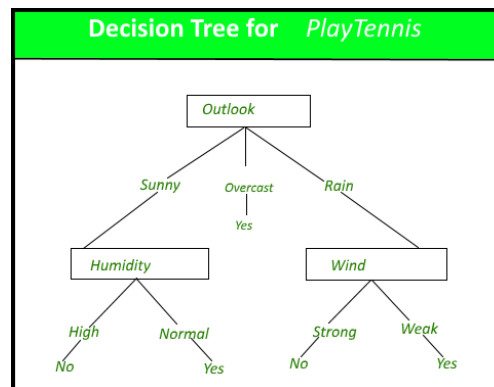 Decision Tree for PlayTennis
Outlook
Sunny
Overcast
Rain
Yes
Humidity
Wind
High
Normal
Strong
Weak
No
Yes
No
Yes